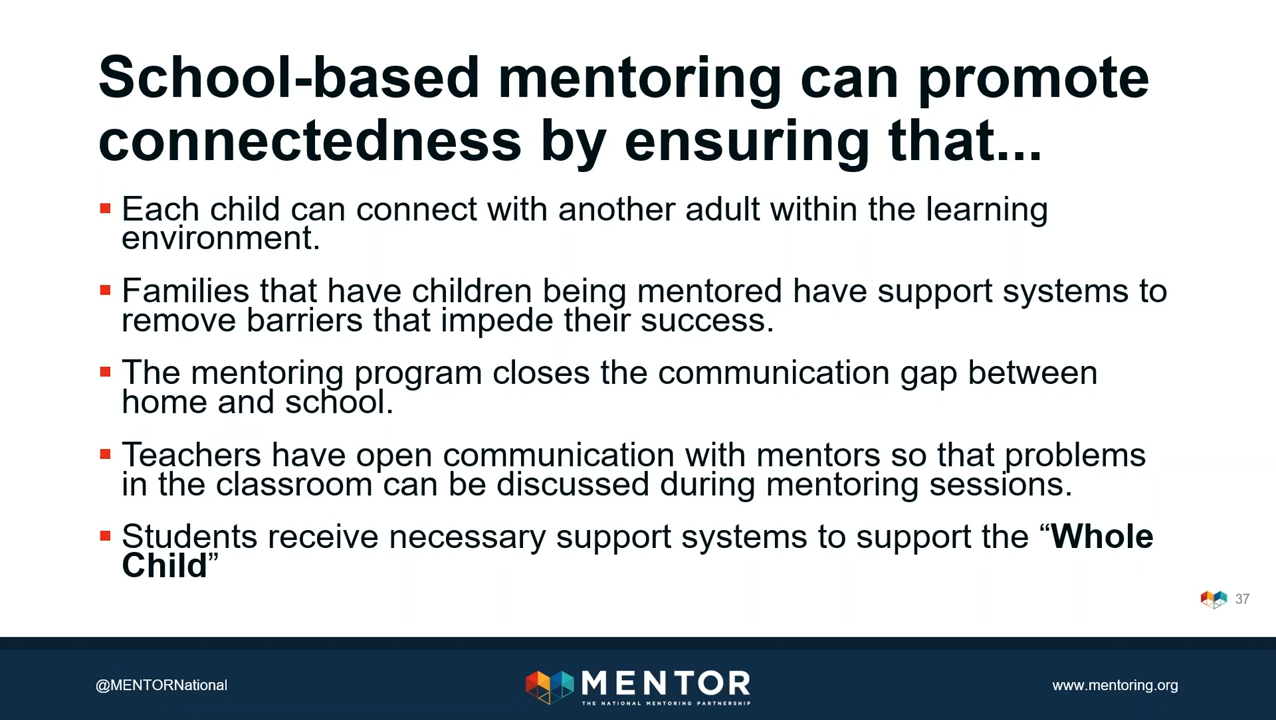 School-based mentoring can promote
connectedness by ensuring that...
▪ Each child can connect with another adult within the learning
environment.
▪ Families that have children being mentored have support systems to
remove barriers that impede their success.
▪ The mentoring program closes the communication gap between
home and school.
▪ Teachers have open communication with mentors so that problems
in the classroom can be discussed during mentoring sessions.
▪ Students receive necessary support systems to support the “Whole
Child”
37
@MENTORNational
MENTOR
THE NATIONAL MENTORING PARTNERSHIP
www.mentoring.org